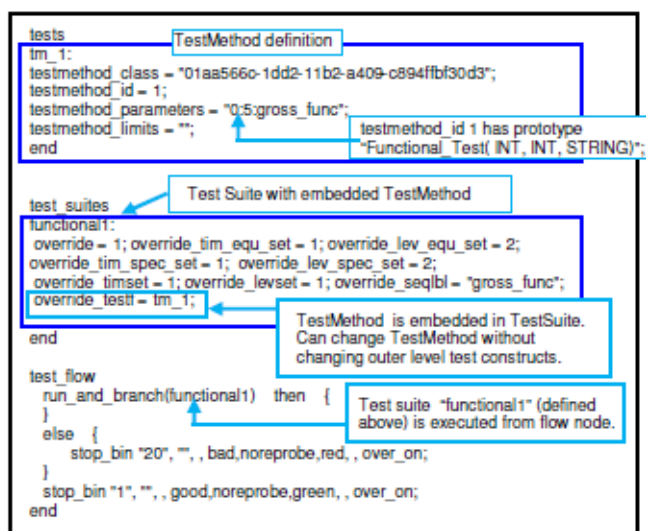 tests
TestMethod definition
tm_1:
testmethod_class = "01aa566c-1dd2-11b2-a409-c894ffbf30d3";
testmethod_id = 1;
testmethod_parameters = "0:5:gross_func";
testmethod_limits = "";
end
testmethod_id 1 has prototype
"Functional_Test( INT, INT, STRING)";
test_suites
Test Suite with embedded TestMethod
functional1:
override = 1; override_tim_equ_set = 1; override_lev_equ_set = 2;
override_tim_spec_set = 1; override_lev_spec_set = 2;
override_timset = 1; override_levset = 1; override_seqlbl = "gross_func";
override_testf = tm_1;
end
TestMethod is embedded in TestSuite.
Can change TestMethod without
changing outer level test constructs.
test_flow
run_and_branch(functional1) then {
}
else {
stop_bin "20", "", , bad,noreprobe,red, , over_on;
}
stop_bin "1", "", , good,noreprobe,green, , over_on;
end
Test suite "functional1" (defined
above) is executed from flow node.